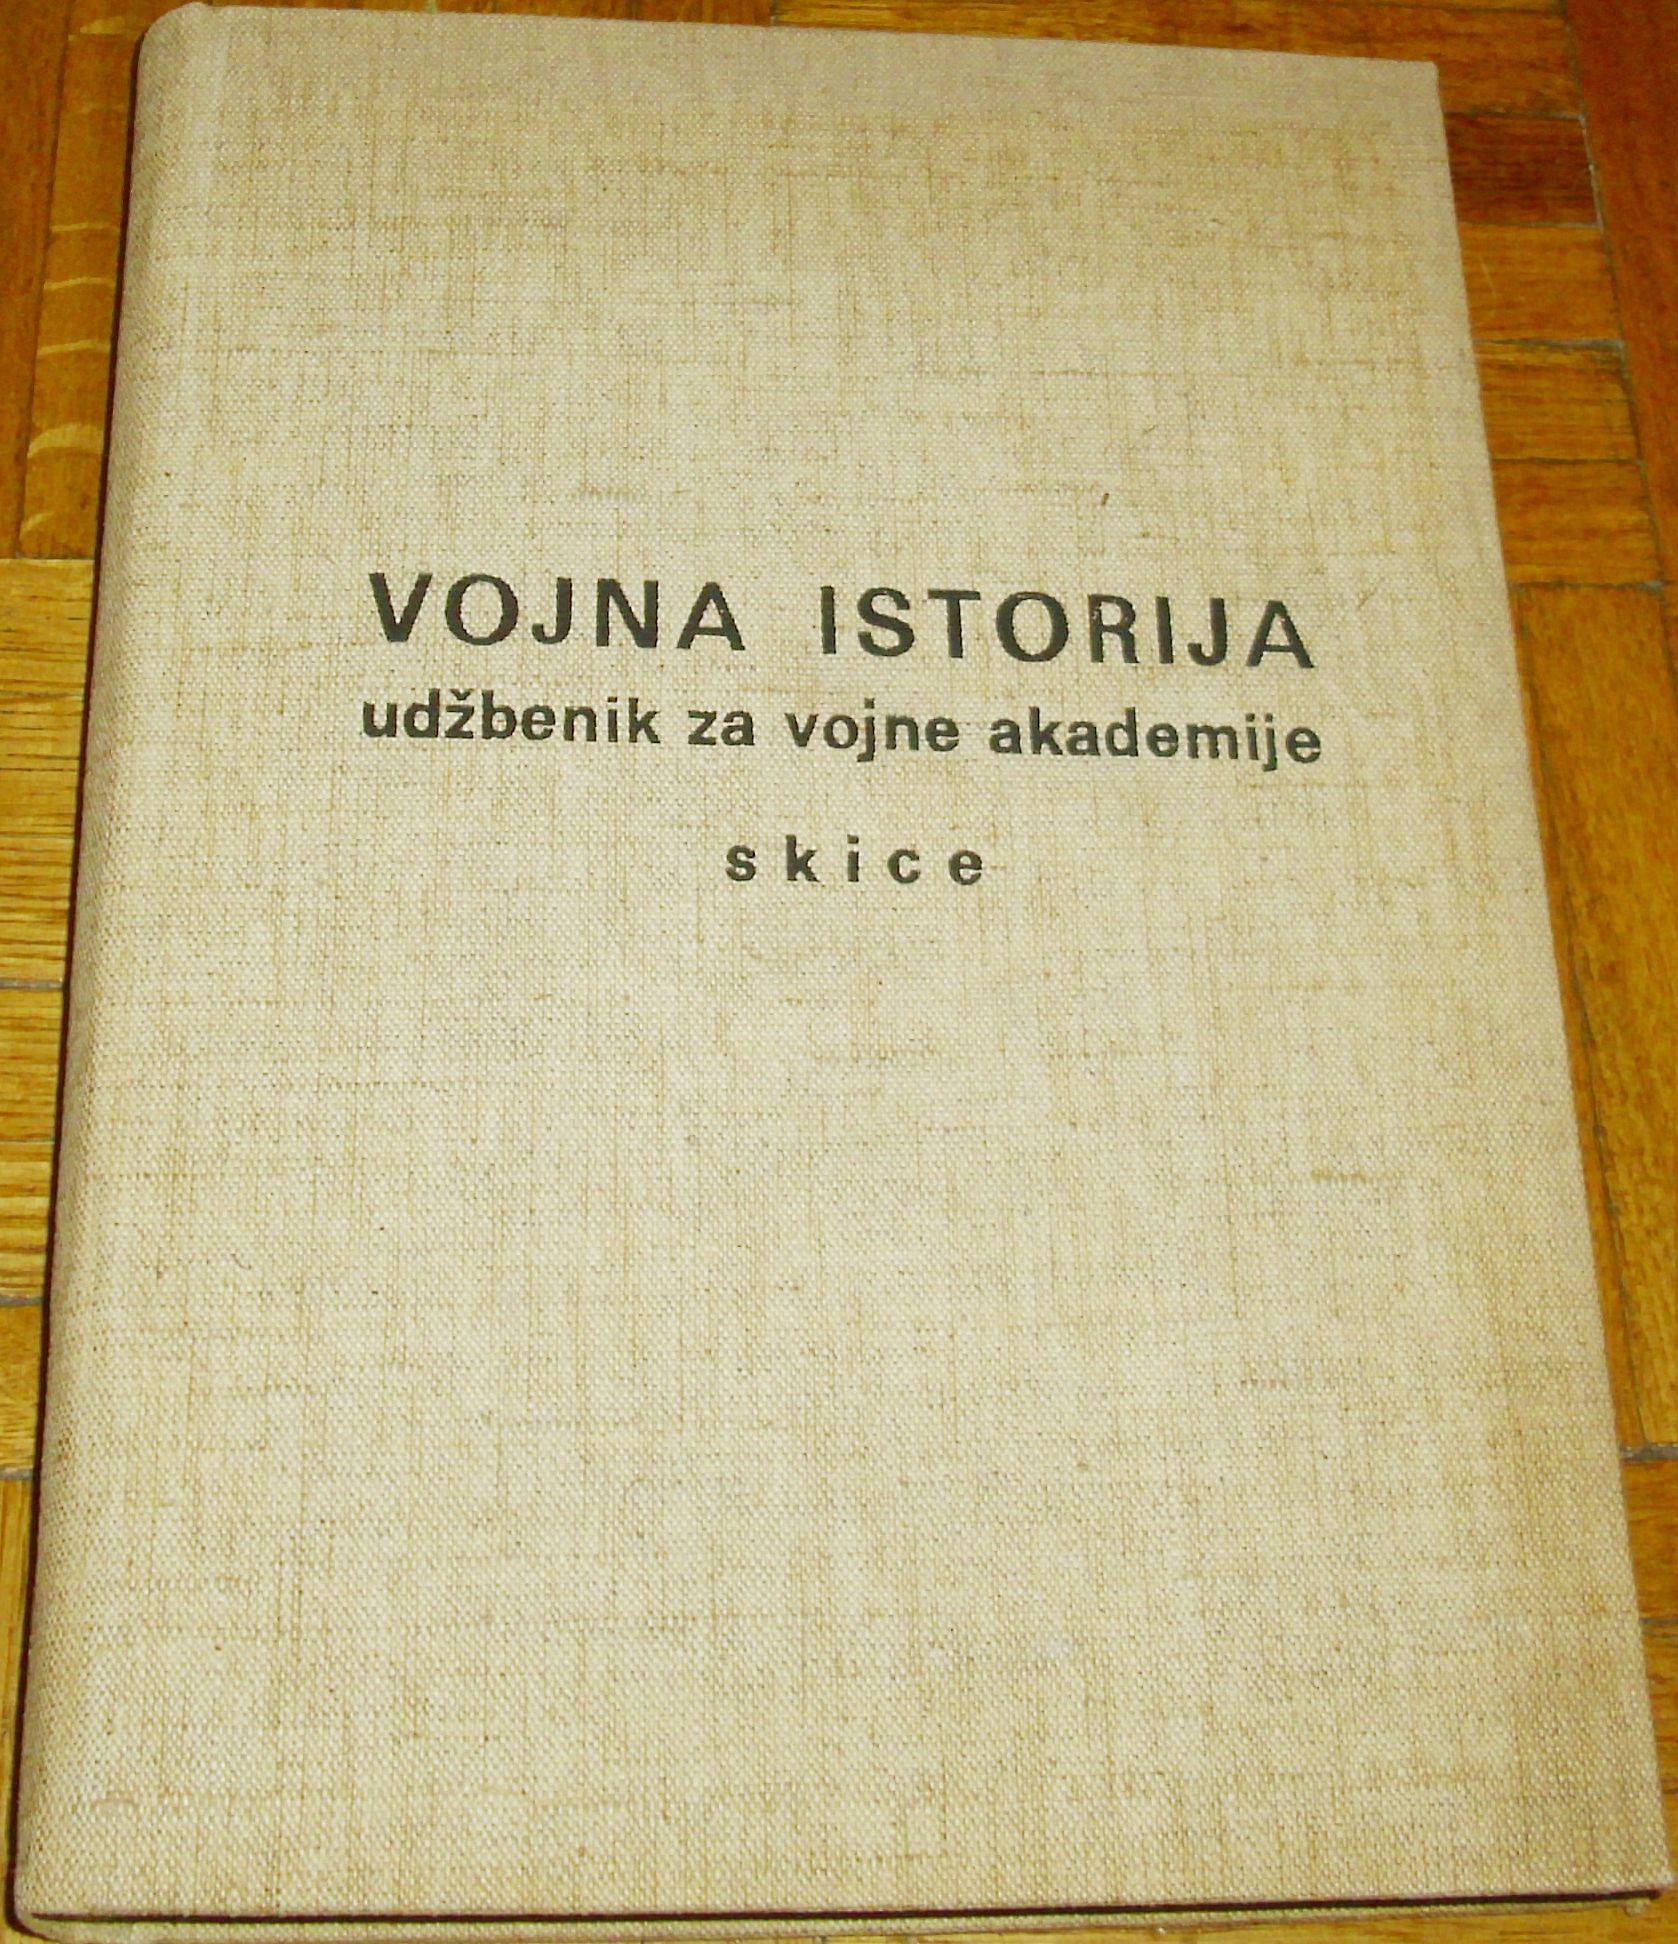 VOJNA ISTORIJA
udžbenik za vojne akademije
skice